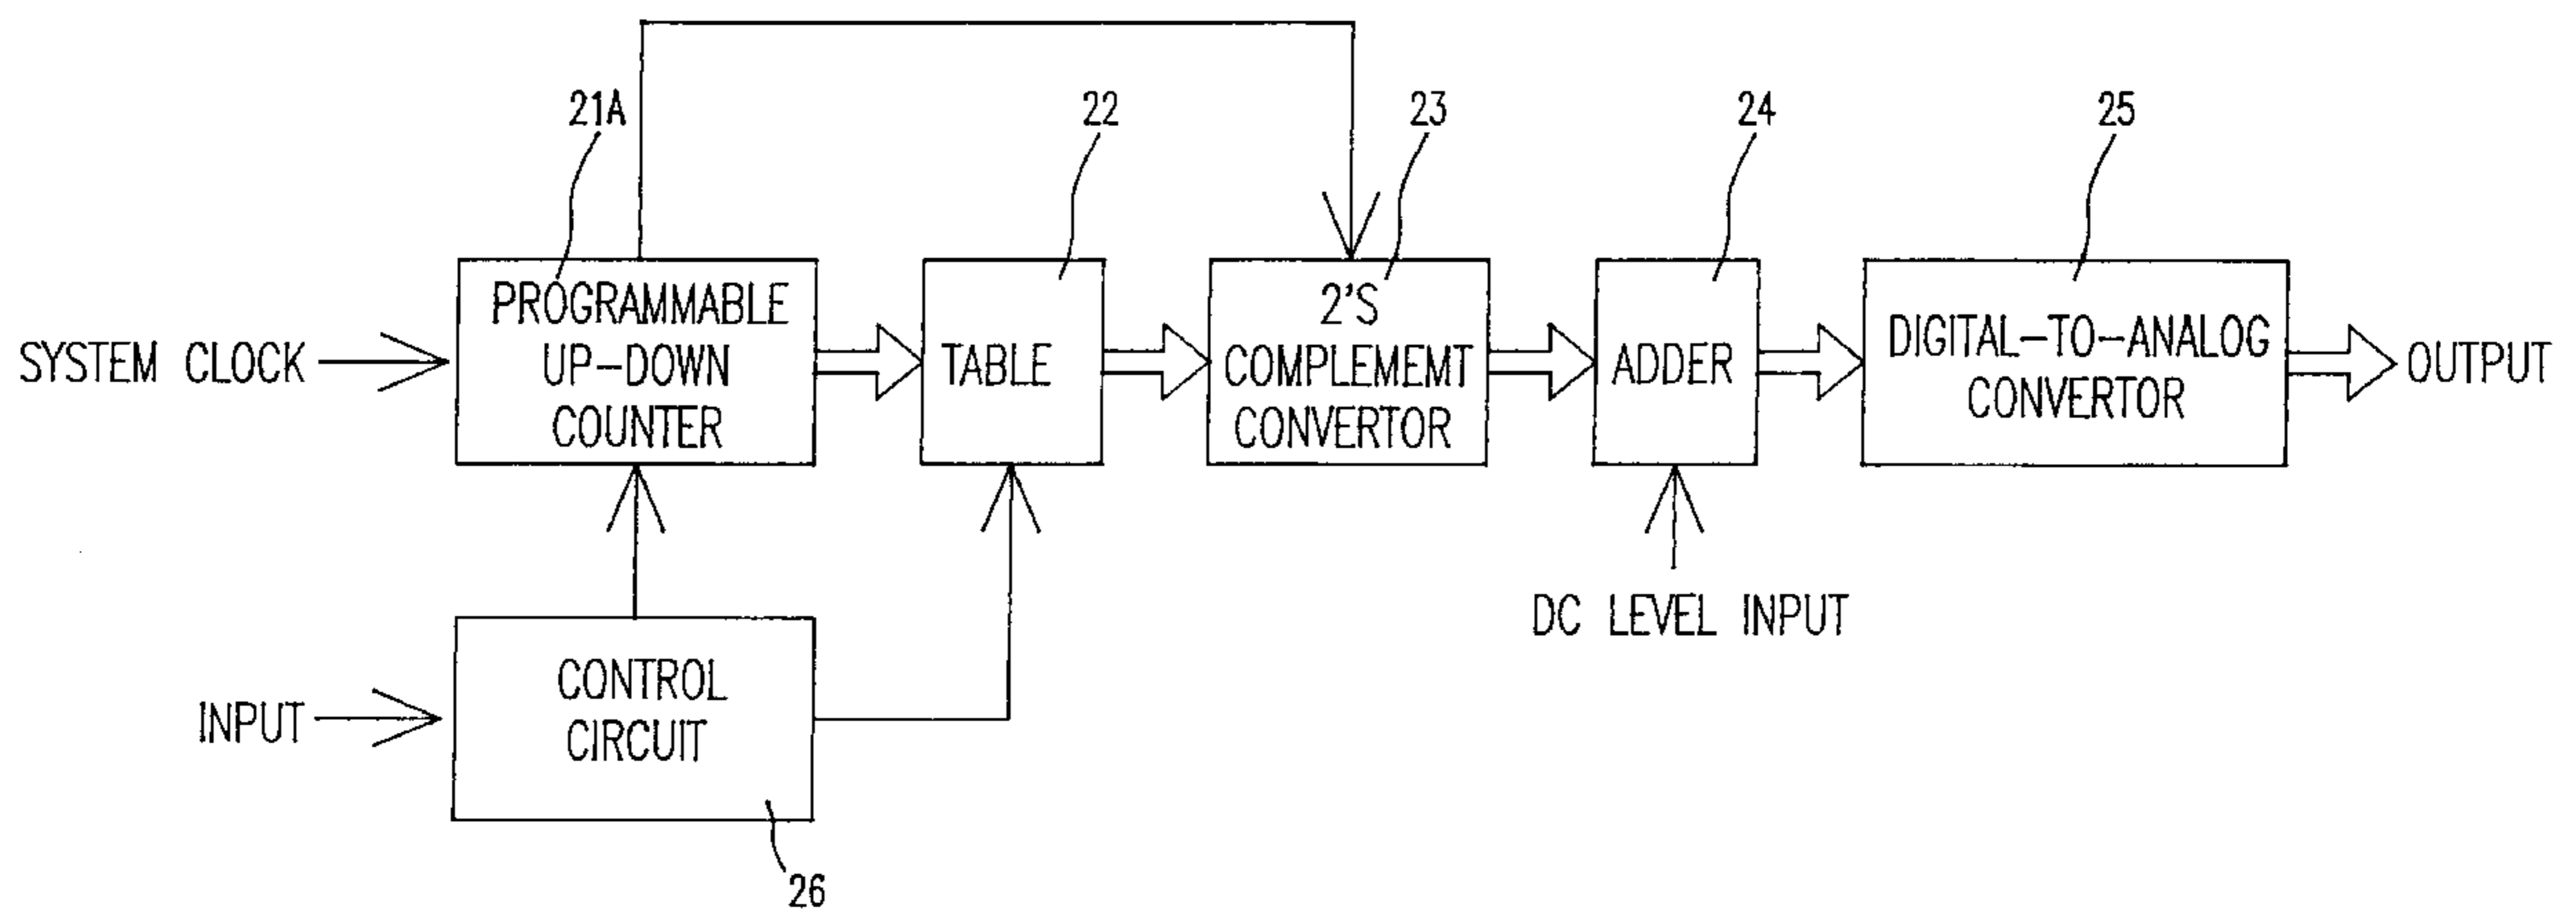 21A
22
23
24
25
SYSTEM CLOCK
PROGRAMMABLE
UP-DOWN
COUNTER
TABLE
2'S
COMPLEMEMT
CONVERTOR
ADDER
DIGITAL-TO-ANALOG
CONVERTOR
OUTPUT
DC LEVEL INPUT
INPUT
CONTROL
CIRCUIT
26